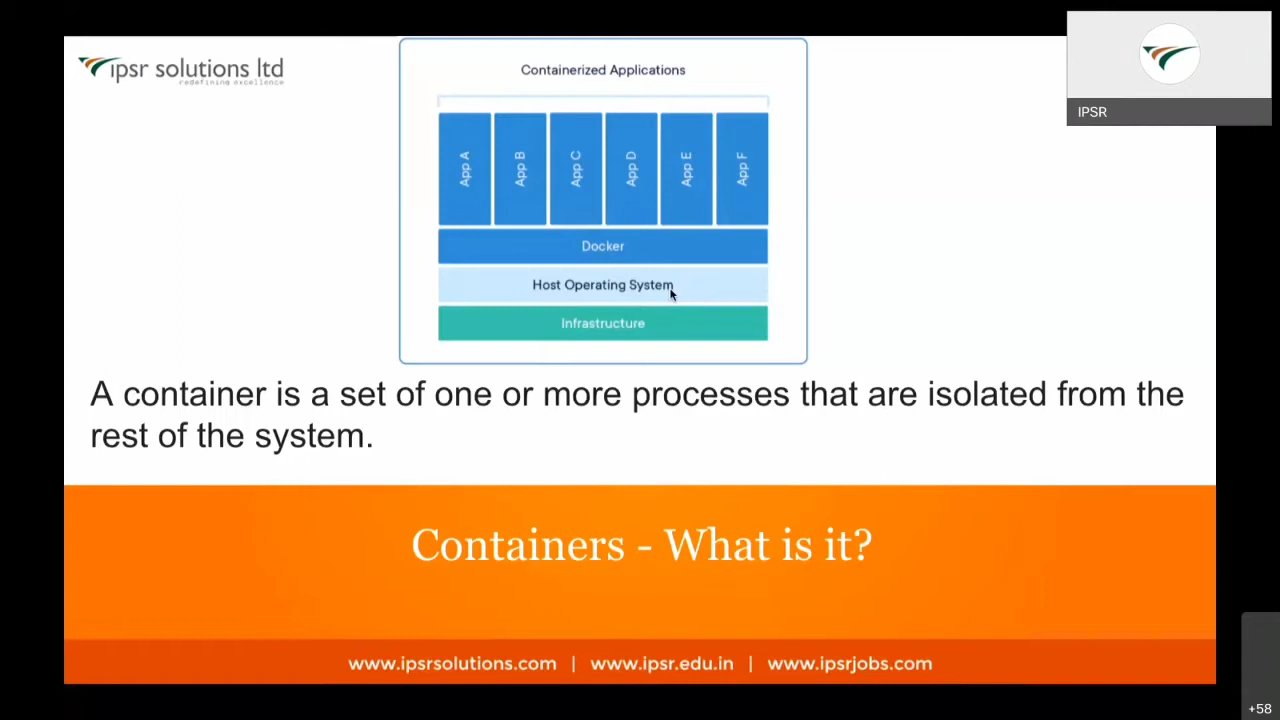 ipsr solutions ltd
redefining excellence
IPSR
Containerized Applications
App A
App B
App C
App D
App E
App F
Docker
Host Operating System
Infrastructure
A container is a set of one or more processes that are isolated from the
rest of the system.
Containers - What is it?
www.ipsrsolutions.com | www.ipsr.edu.in | www.ipsrjobs.com
+58